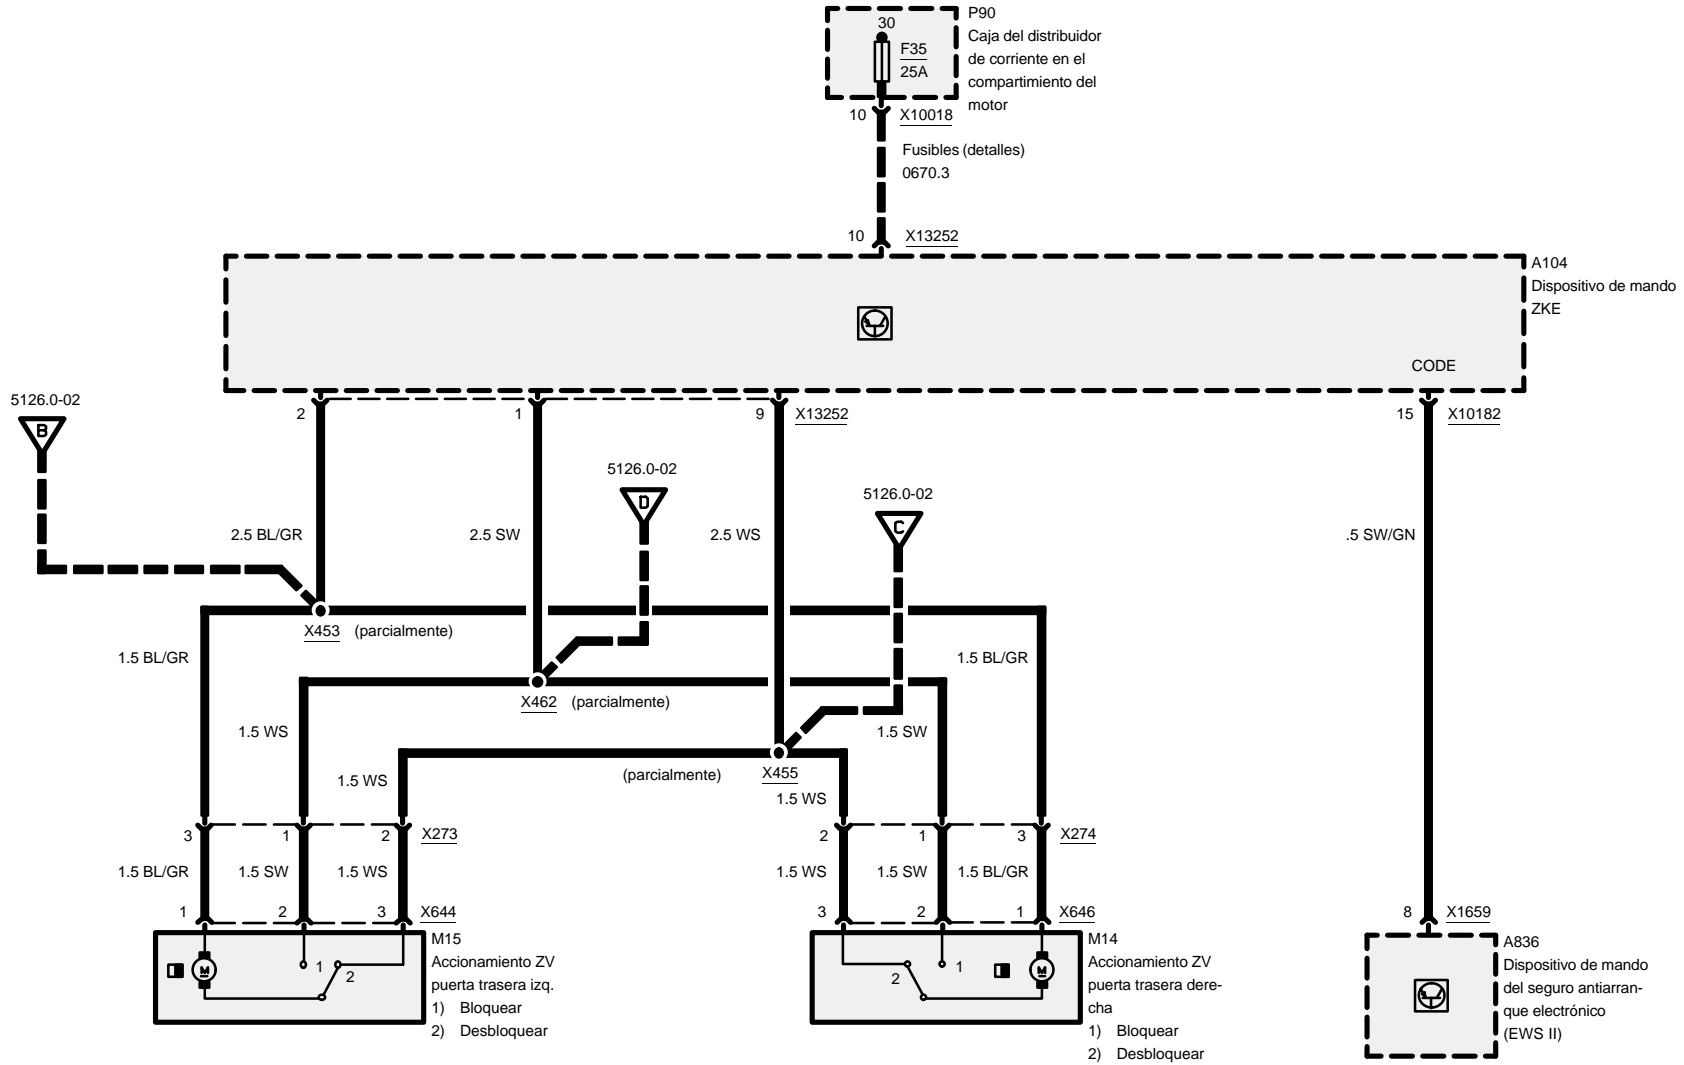 P90
30
Caja del distribuidor
F35
de corriente en el
25A
compartimiento del
motor
10 X10018
Fusibles (detalles)
0670.3
10 X13252
A104
Dispositivo de mando
ZKE
CODE
5126.0-02
B
2 1 9 X13252 15 X10182
5126.0-02
D
5126.0-02
C
2.5 BL/GR 2.5 SW 2.5 WS .5 SW/GN
X453 (parcialmente)
1.5 BL/GR 1.5 BL/GR
X462 (parcialmente)
1.5 WS 1.5 SW
(parcialmente) X455
1.5 WS
1.5 WS
3 1 2 X273 2 1 3 X274
1.5 BL/GR 1.5 SW 1.5 WS 1.5 WS 1.5 SW 1.5 BL/GR
1 2 3 X644 3 2 1 X646 8 X1659
M15
Accionamiento ZV
puerta trasera izq.
1) Bloquear
2) Desbloquear
M 1 2
M14
Accionamiento ZV
puerta trasera dere-
cha
1) Bloquear
2) Desbloquear
2 1 M
A836
Dispositivo de mando
del seguro antiarran-
que electrónico
(EWS II)